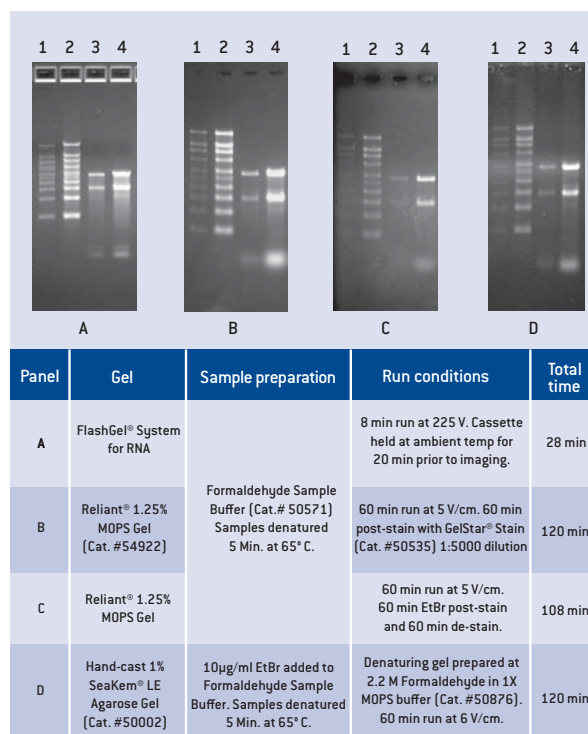 1 2 3 4
1 2 3 4
1 2 3 4
1 2 3 4
A
B
C
D
Panel
Gel
Sample preparation
Run conditions
Total
time
A
FlashGel® System
for RNA
Formaldehyde Sample
Buffer (Cat.# 50571)
Samples denatured
5 Min. at 65° C.
8 min run at 225 V. Cassette
held at ambient temp for
20 min prior to imaging.
28 min
B
Reliant® 1.25%
MOPS Gel
(Cat. #54922)
60 min run at 5 V/cm. 60 min
post-stain with GelStar® Stain
(Cat. #50535) 1:5000 dilution
120 min
C
Reliant® 1.25%
MOPS Gel
60 min run at 5 V/cm.
60 min EtBr post-stain
and 60 min de-stain.
108 min
D
Hand-cast 1%
SeaKem® LE
Agarose Gel
(Cat. #50002)
10µg/ml EtBr added to
Formaldehyde Sample
Buffer. Samples denatured
5 Min. at 65° C.
Denaturing gel prepared at
2.2 M Formaldehyde in 1X
MOPS buffer (Cat. #50876).
60 min run at 6 V/cm.
120 min